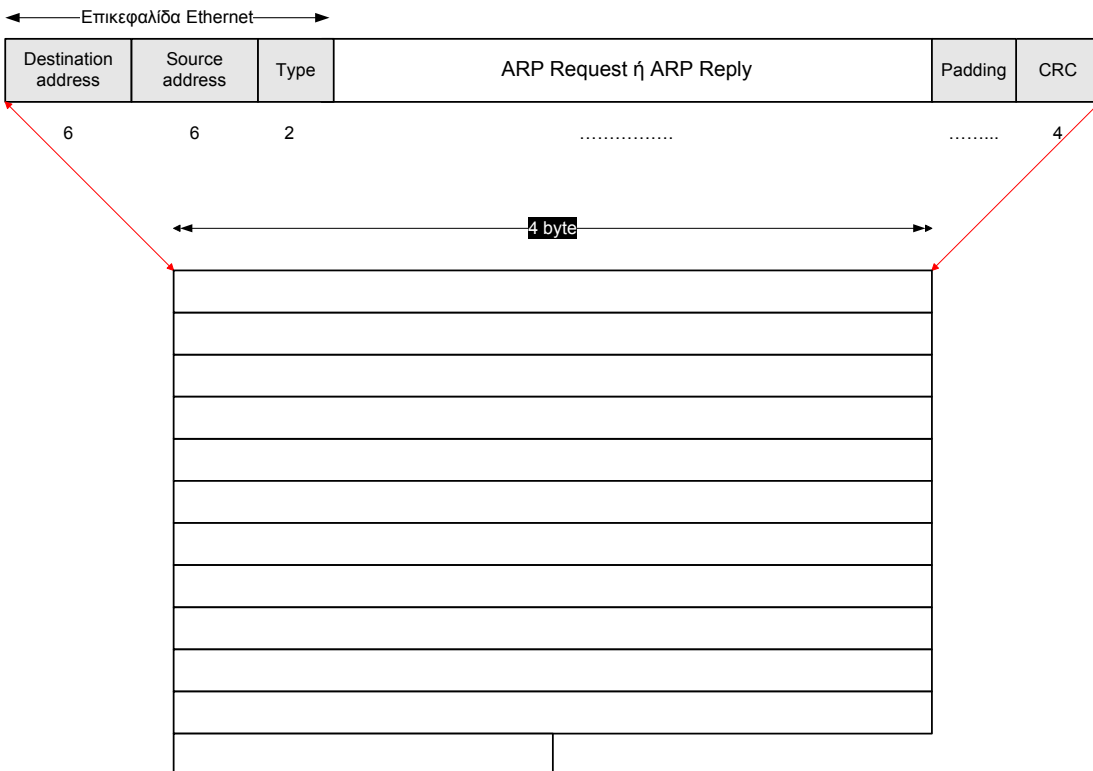 Επικεφαλίδα Ethernet
Destination address
Source address
Type
ARP Request ή ARP Reply
Padding
CRC
6
6
2
................
.........
4
4 byte